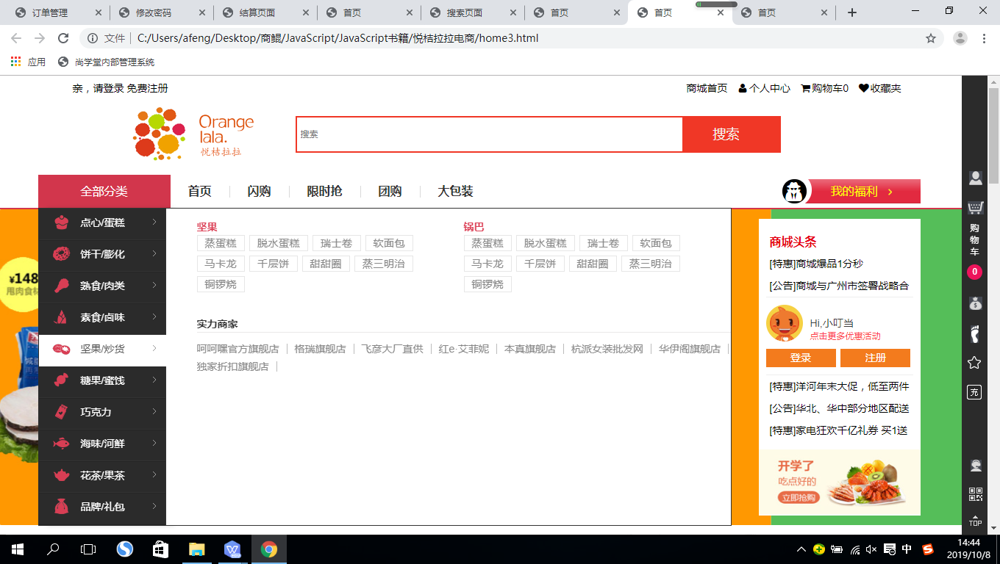 订单管理 修改密码 结算页面 首页 搜索页面 首页 首页 首页
文件 C:/Users/afeng/Desktop/商鲲/JavaScript/JavaScript书籍/悦桔拉拉电商/home3.html
应用 尚学堂内部管理系统
亲，请登录 免费注册 商城首页 个人中心 购物车0 收藏夹
Orange
lala.
悦桔拉拉
搜索 搜索
全部分类 首页 闪购 限时抢 团购 大包装 我的福利 >
点心/蛋糕
饼干/膨化
熟食/肉类
素食/卤味
坚果/炒货
糖果/蜜饯
巧克力
海味/河鲜
花茶/果茶
品牌/礼包
¥148
甩肉食材
坚果
蒸蛋糕 脱水蛋糕 瑞士卷 软面包
马卡龙 千层饼 甜甜圈 蒸三明治
铜锣烧
锅巴
蒸蛋糕 脱水蛋糕 瑞士卷 软面包
马卡龙 千层饼 甜甜圈 蒸三明治
铜锣烧
实力商家
呵呵嘿官方旗舰店 格瑞旗舰店 飞彦大厂直供 红e·艾菲妮 本真旗舰店 杭派女装批发网 华伊阁旗舰店
独家折扣旗舰店
商城头条
[特惠]商城爆品1分秒
[公告]商城与广州市签署战略合
Hi,小叮当
点击更多优惠活动
登录 注册
[特惠]洋河年末大促，低至两件
[公告]华北、华中部分地区配送
[特惠]家电狂欢千亿礼券 买1送
开学了
吃点好的
立即抢购
购
物
车
0
充
TOP
中
14:44
2019/10/8